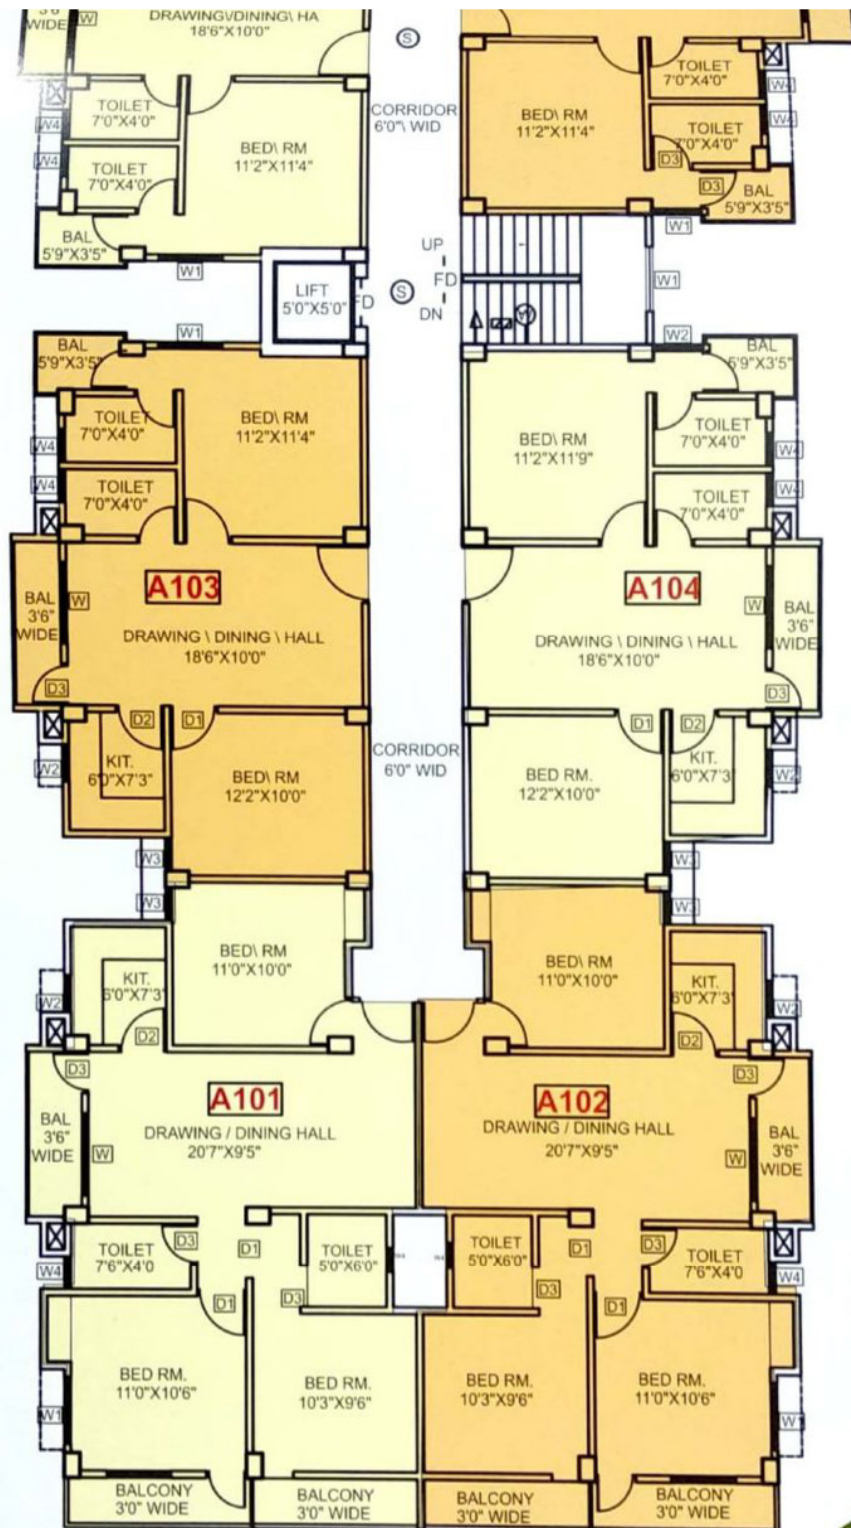 3'6"
WIDE
W
DRAWING\/DINING\ HA
18'6"X10'0"
S
TOILET
7'0"X4'0"
W4
TOILET
7'0"X4'0"
W4
BED\ RM
11'2"X11'4"
BAL
5'9"X3'5"
W1
CORRIDOR
6'0"\ WID
BED\ RM
11'2"X11'4"
TOILET
7'0"X4'0"
W4
TOILET
7'0"X4'0"
W4
D3
D3
BAL
5'9"X3'5"
W1
LIFT
5'0"X5'0"
FD
S
UP
FD
DN
W1
W2
W1
BAL
5'9"X3'5"
TOILET
7'0"X4'0"
W4
TOILET
7'0"X4'0"
W4
BED\ RM
11'2"X11'4"
BED\ RM
11'2"X11'9"
BAL
5'9"X3'5"
TOILET
7'0"X4'0"
W4
TOILET
7'0"X4'0"
W4
BAL
3'6"
WIDE
W
A103
DRAWING \ DINING \ HALL
18'6"X10'0"
D3
D2
D1
A104
W
DRAWING \ DINING \ HALL
18'6"X10'0"
BAL
3'6"
WIDE
D3
D1
D2
W2
KIT.
6'0"X7'3"
BED\ RM
12'2"X10'0"
CORRIDOR
6'0" WID
BED RM.
12'2"X10'0"
KIT.
6'0"X7'3"
W2
W3
W3
W3
W3
BED\ RM
11'0"X10'0"
KIT.
6'0"X7'3"
W2
D2
BED\ RM
11'0"X10'0"
KIT.
6'0"X7'3"
W2
D2
D3
A101
DRAWING / DINING HALL
20'7"X9'5"
BAL
3'6"
WIDE
W
D3
A102
DRAWING / DINING HALL
20'7"X9'5"
W
BAL
3'6"
WIDE
TOILET
7'6"X4'0
W4
D3
D1
TOILET
5'0"X6'0"
D3
D1
TOILET
5'0"X6'0"
D1
D3
D3
D1
TOILET
7'6"X4'0
W4
BED RM.
11'0"X10'6"
W1
BED RM.
10'3"X9'6"
BED RM.
10'3"X9'6"
BED RM.
11'0"X10'6"
W1
BALCONY
3'0" WIDE
BALCONY
3'0" WIDE
BALCONY
3'0" WIDE
BALCONY
3'0" WIDE